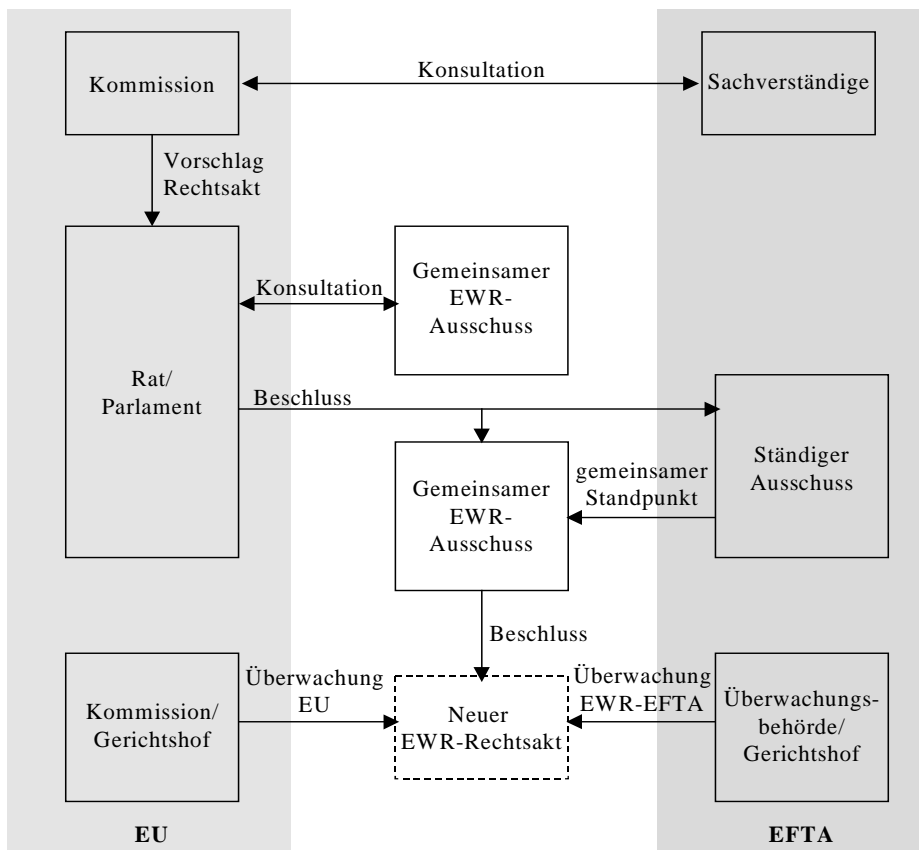 Kommission
Konsultation
Sachverständige
Vorschlag
Rechtsakt
Gemeinsamer
EWR-
Ausschuss
Konsultation
Rat/
Parlament
Beschluss
Ständiger
Ausschuss
gemeinsamer
Standpunkt
Gemeinsamer
EWR-
Ausschuss
Beschluss
Kommission/
Gerichtshof
Überwachung
EU
Neuer
EWR-Rechtsakt
Überwachung
EWR-EFTA
Überwachungs-
behörde/
Gerichtshof
EU
EFTA